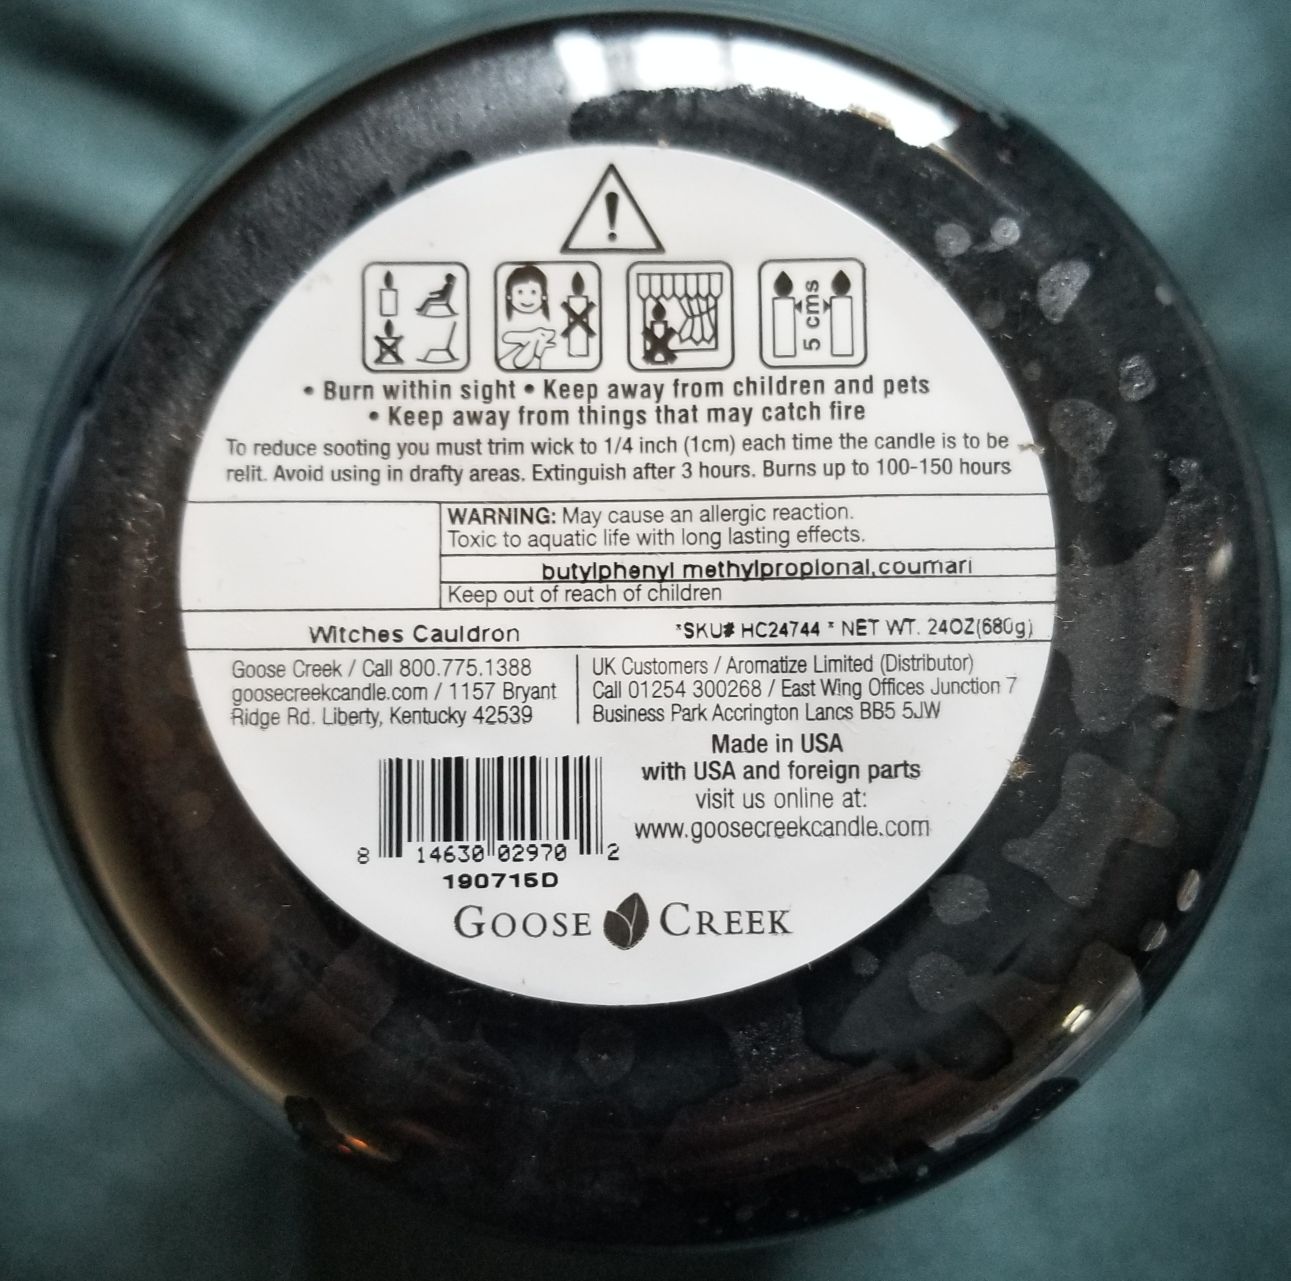 5 cms
• Burn within sight • Keep away from children and pets
• Keep away from things that may catch fire
To reduce sooting you must trim wick to 1/4 inch (1cm) each time the candle is to be
relit. Avoid using in drafty areas. Extinguish after 3 hours. Burns up to 100-150 hours
WARNING: May cause an allergic reaction.
Toxic to aquatic life with long lasting effects.
butylphenyl methylpropional,coumari
Keep out of reach of children
Witches Cauldron *SKU# HC24744 * NET WT. 24OZ(680g)
Goose Creek / Call 800.775.1388
goosecreekcandle.com / 1157 Bryant
Ridge Rd. Liberty, Kentucky 42539
UK Customers / Aromatize Limited (Distributor)
Call 01254 300268 / East Wing Offices Junction 7
Business Park Accrington Lancs BB5 5JW
Made in USA
with USA and foreign parts
visit us online at:
www.goosecreekcandle.com
8 14630 02970 2
190715D
GOOSE CREEK